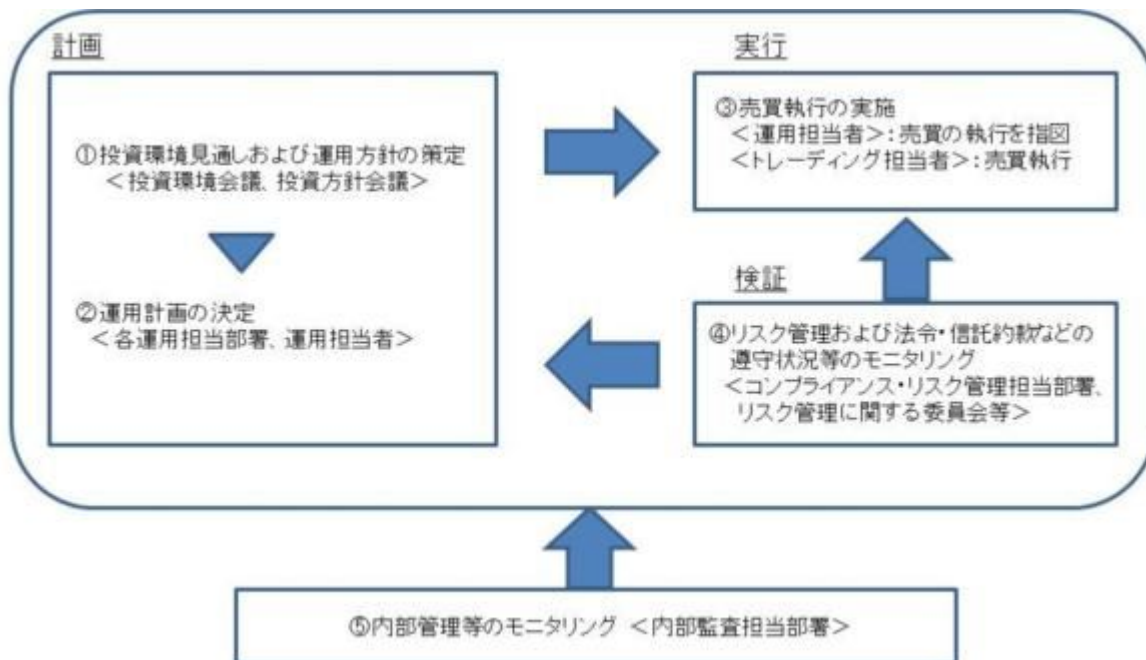 計画
①投資環境見通しおよび運用方針の策定
＜投資環境会議、投資方針会議＞
②運用計画の決定
＜各運用担当部署、運用担当者＞
実行
③売買執行の実施
＜運用担当者＞：売買の執行を指図
＜トレーディング担当者＞：売買執行
検証
④リスク管理および法令・信託約款などの
遵守状況等のモニタリング
＜コンプライアンス・リスク管理担当部署、
リスク管理に関する委員会等＞
⑤内部管理等のモニタリング ＜内部監査担当部署＞